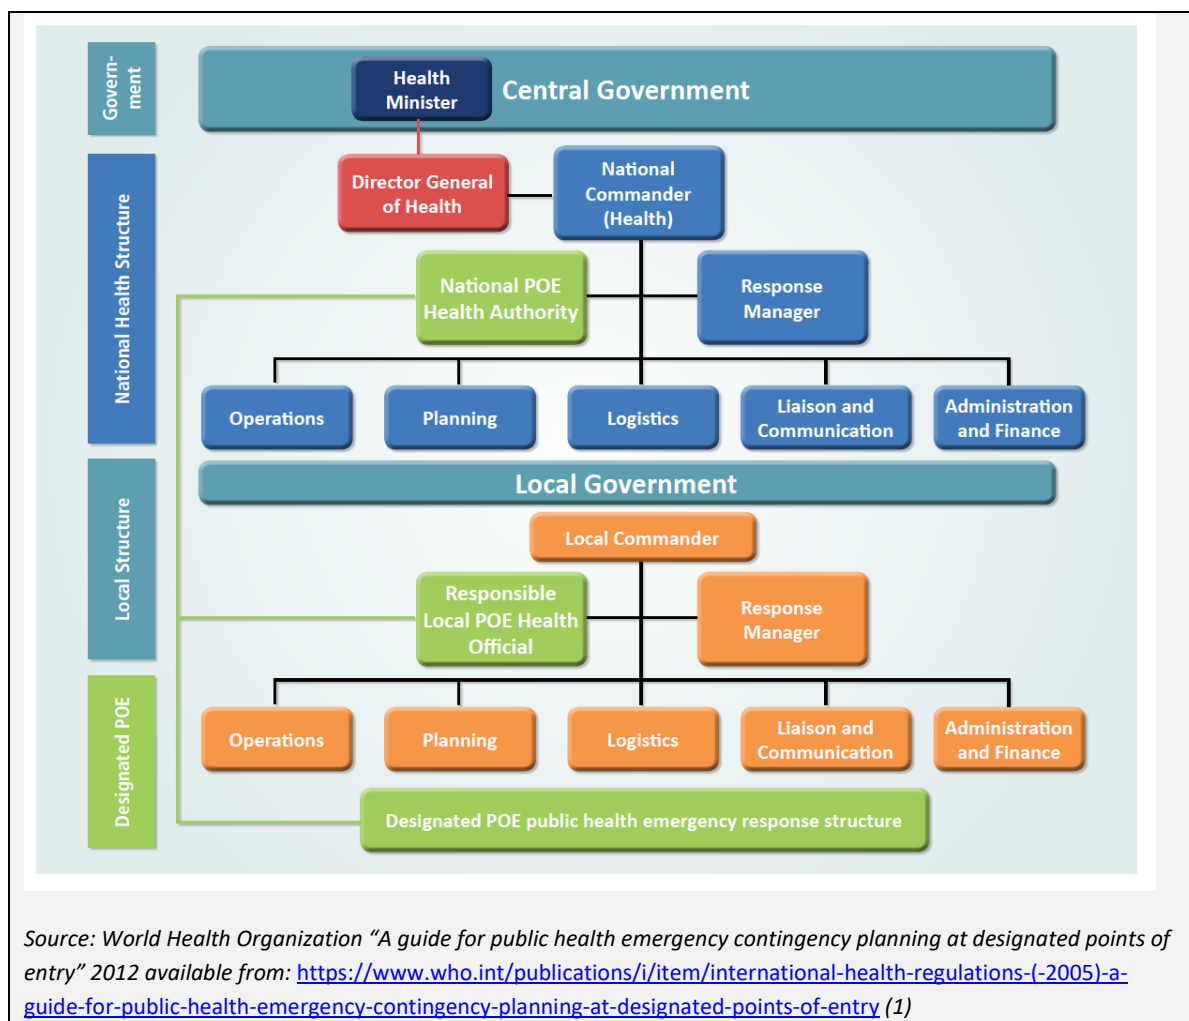 Govern-
ment
Health
Minister
Central Government
National Health Structure
Director General
of Health
National
Commander
(Health)
National POE
Health Authority
Response
Manager
Operations
Planning
Logistics
Liaison and
Communication
Administration
and Finance
Local Structure
Local Government
Local Commander
Responsible
Local POE Health
Official
Response
Manager
Designated POE
Operations
Planning
Logistics
Liaison and
Communication
Administration
and Finance
Designated POE public health emergency response structure
Source: World Health Organization “A guide for public health emergency contingency planning at designated points of
entry” 2012 available from: https://www.who.int/publications/i/item/international-health-regulations-(-2005)-a-
guide-for-public-health-emergency-contingency-planning-at-designated-points-of-entry (1)